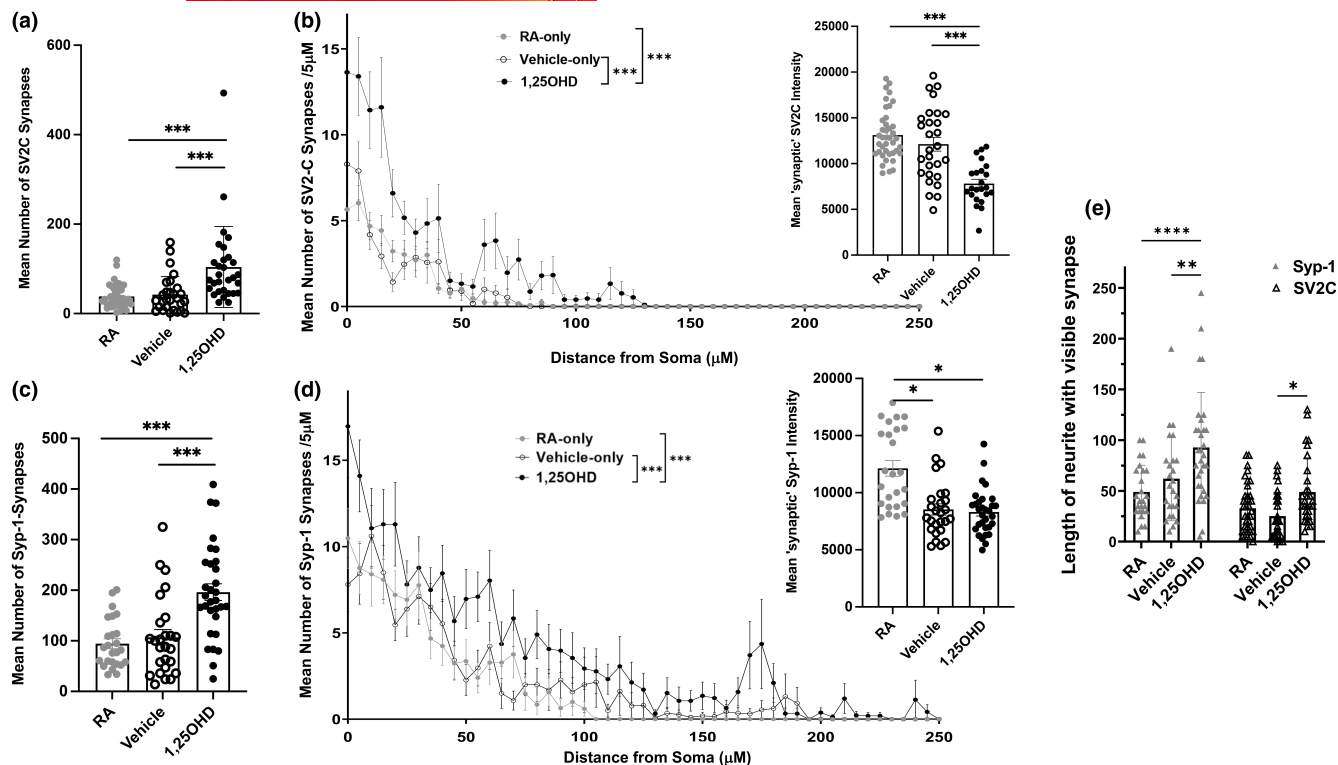 (a)
600
400
200
0
Mean Number of SV2C Synapses
***
***
RA
Vehicle
1,25OHD
(b)
15
10
5
0
Mean Number of SV2-C Synapses /5µM
RA-only
Vehicle-only
1,25OHD
***
***
0
50
100
150
200
250
Distance from Soma (µM)
25000
20000
15000
10000
5000
0
Mean 'synaptic' SV2C Intensity
***
***
RA
Vehicle
1,25OHD
(c)
500
400
300
200
100
0
Mean Number of Syp-1-Synapses
***
***
RA
Vehicle
1,25OHD
(d)
15
10
5
0
Mean Number of Syp-1 Synapses /5µM
RA-only
Vehicle-only
1,25OHD
***
***
0
50
100
150
200
250
Distance from Soma (µM)
20000
15000
10000
5000
0
Mean 'synaptic' Syp-1 Intensity
*
*
RA
Vehicle
1,25OHD
(e)
250
200
150
100
50
0
Length of neurite with visible synapse
****
**
*
Syp-1
SV2C
RA
Vehicle
1,25OHD
RA
Vehicle
1,25OHD